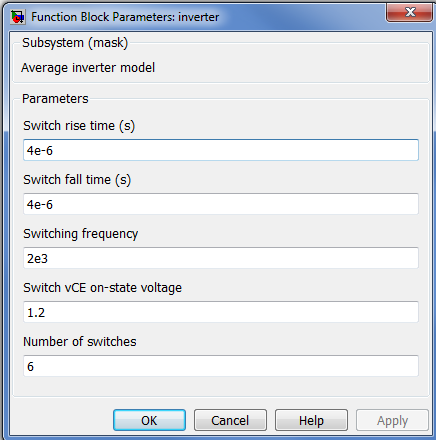 Function Block Parameters: inverter
Subsystem (mask)
Average inverter model
Parameters
Switch rise time (s)
4e-6
Switch fall time (s)
4e-6
Switching frequency
2e3
Switch vCE on-state voltage
1.2
Number of switches
6
OK Cancel Help Apply